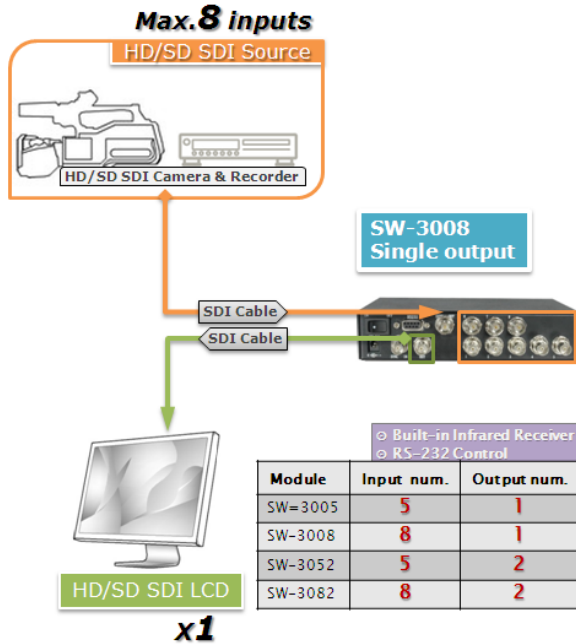 Max.8 inputs
HD/SD SDI Source
HD/SD SDI Camera & Recorder
SW-3008
Single output
SDI Cable
SDI Cable
⊙ Built-in Infrared Receiver
⊙ RS-232 Control
Module Input num. Output num.
SW=3005 5 1
SW-3008 8 1
SW-3052 5 2
SW-3082 8 2
HD/SD SDI LCD
x1